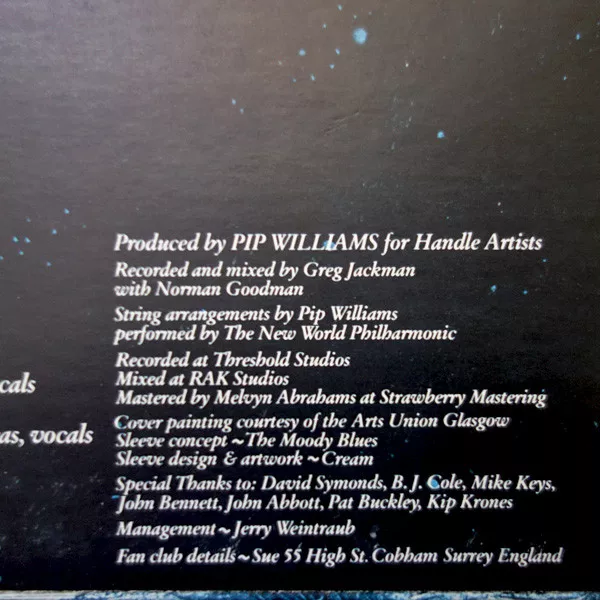 Produced by PIP WILLIAMS for Handle Artists
Recorded and mixed by Greg Jackman
with Norman Goodman
String arrangements by Pip Williams
performed by The New World Philharmonic
Recorded at Threshold Studios
Mixed at RAK Studios
cals
Mastered by Melvyn Abrahams at Strawberry Mastering
Cover painting courtesy of the Arts Union Glasgow
as, vocals
Sleeve concept ~ The Moody Blues
Sleeve design & artwork ~ Cream
Special Thanks to: David Symonds, B. J. Cole, Mike Keys,
John Bennett, John Abbott, Pat Buckley, Kip Krones
Management ~ Jerry Weintraub
Fan club details ~ Sue 55 High St. Cobham Surrey England